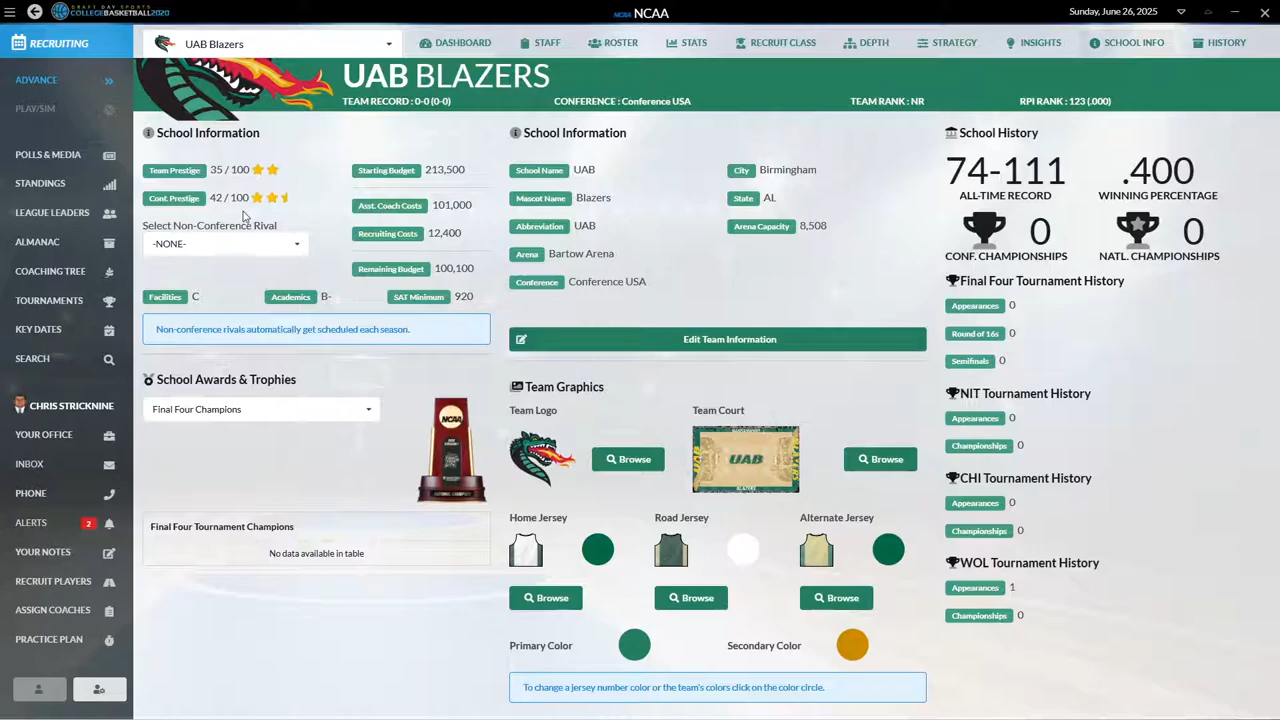 DRAFT DAY SPORTS
COLLEGE BASKETBALL 2020
NCAA NCAA
Sunday, June 26, 2025
RECRUITING
UAB Blazers
DASHBOARD STAFF ROSTER STATS RECRUIT CLASS DEPTH STRATEGY INSIGHTS SCHOOL INFO HISTORY
ADVANCE
PLAY/SIM
POLLS & MEDIA
STANDINGS
LEAGUE LEADERS
ALMANAC
COACHING TREE
TOURNAMENTS
KEY DATES
SEARCH
CHRIS STRICKNINE
YOUR OFFICE
INBOX
PHONE
ALERTS 2
YOUR NOTES
RECRUIT PLAYERS
ASSIGN COACHES
PRACTICE PLAN
UAB BLAZERS
TEAM RECORD : 0-0 (0-0) CONFERENCE : Conference USA TEAM RANK : NR RPI RANK : 123 (.000)
School Information
Team Prestige 35 / 100
Conf. Prestige 42 / 100
Select Non-Conference Rival
-NONE-
Starting Budget 213,500
Asst. Coach Costs 101,000
Recruiting Costs 12,400
Remaining Budget 100,100
Facilities C Academics B- SAT Minimum 920
Non-conference rivals automatically get scheduled each season.
School Awards & Trophies
Final Four Champions
NCAA
Final Four Tournament Champions
No data available in table
School Information
School Name UAB
Mascot Name Blazers
Abbreviation UAB
Arena Bartow Arena
Conference Conference USA
City Birmingham
State AL
Arena Capacity 8,508
Edit Team Information
Team Graphics
Team Logo Team Court
Browse UAB BLAZERS Browse
Home Jersey Road Jersey Alternate Jersey
Browse Browse Browse
Primary Color Secondary Color
To change a jersey number color or the team's colors click on the color circle.
School History
74-111 .400
ALL-TIME RECORD WINNING PERCENTAGE
0 0
CONF. CHAMPIONSHIPS NATL. CHAMPIONSHIPS
Final Four Tournament History
Appearances 0
Round of 16s 0
Semifinals 0
NIT Tournament History
Appearances 0
Championships 0
CHI Tournament History
Appearances 0
Championships 0
WOL Tournament History
Appearances 1
Championships 0